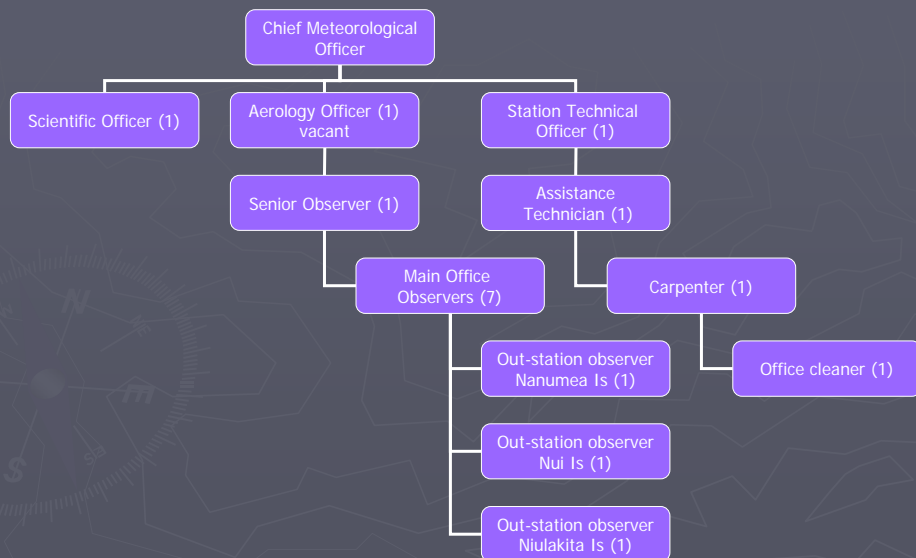 Chief Meteorological
Officer
Scientific Officer (1)
Aerology Officer (1)
vacant
Station Technical
Officer (1)
Senior Observer (1)
Assistance
Technician (1)
Main Office
Observers (7)
Carpenter (1)
Out-station observer
Nanumea Is (1)
Office cleaner (1)
Out-station observer
Nui Is (1)
Out-station observer
Niulakita Is (1)
N
E
S